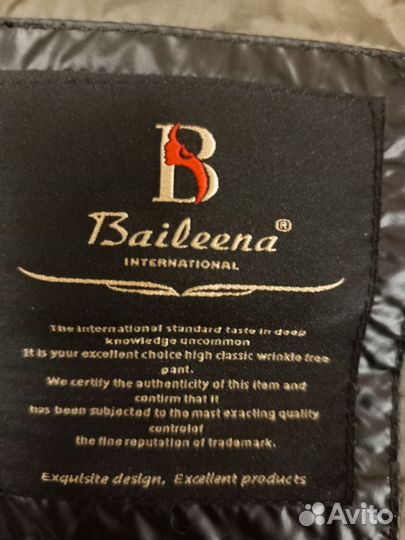 B
Baileena®
INTERNATIONAL
The international standard taste in deep
knowledge uncommon
It is your excellent choice high classic wrinkle free
pant.
We certify the authenticity of this item and
confirm that it
has been subjected to the mast exacting quality
controlof
the fine reputation of trademark.
Exquisite design, Excellent products
Avito